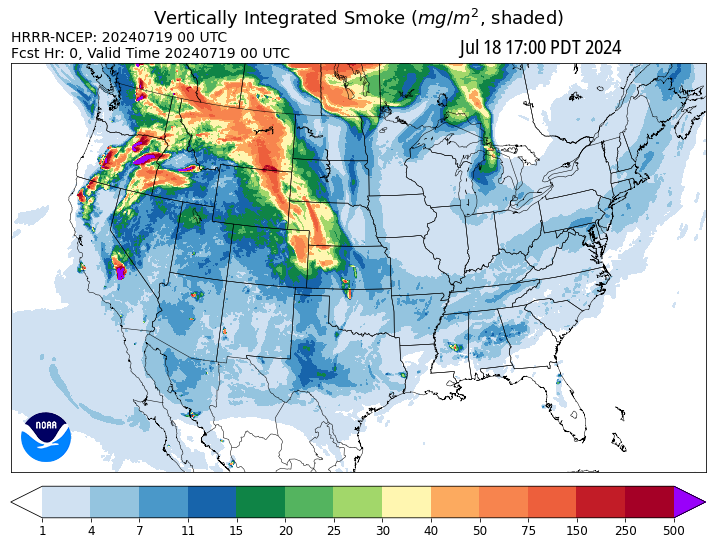 Vertically Integrated Smoke (mg/m², shaded)
HRRR-NCEP: 20240719 00 UTC
Fcst Hr: 0, Valid Time 20240719 00 UTC
Jul 18 17:00 PDT 2024
NOAA
1 4 7 11 15 20 25 30 40 50 75 150 250 500